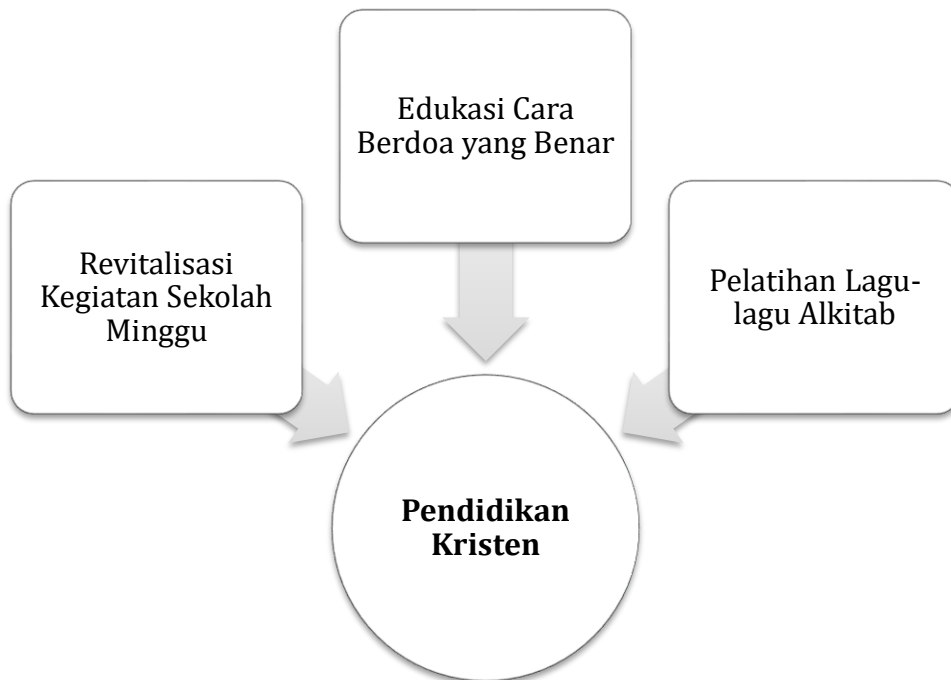 Edukasi Cara
Berdoa yang Benar
Revitalisasi
Kegiatan Sekolah
Minggu
Pelatihan Lagu-
lagu Alkitab
Pendidikan
Kristen